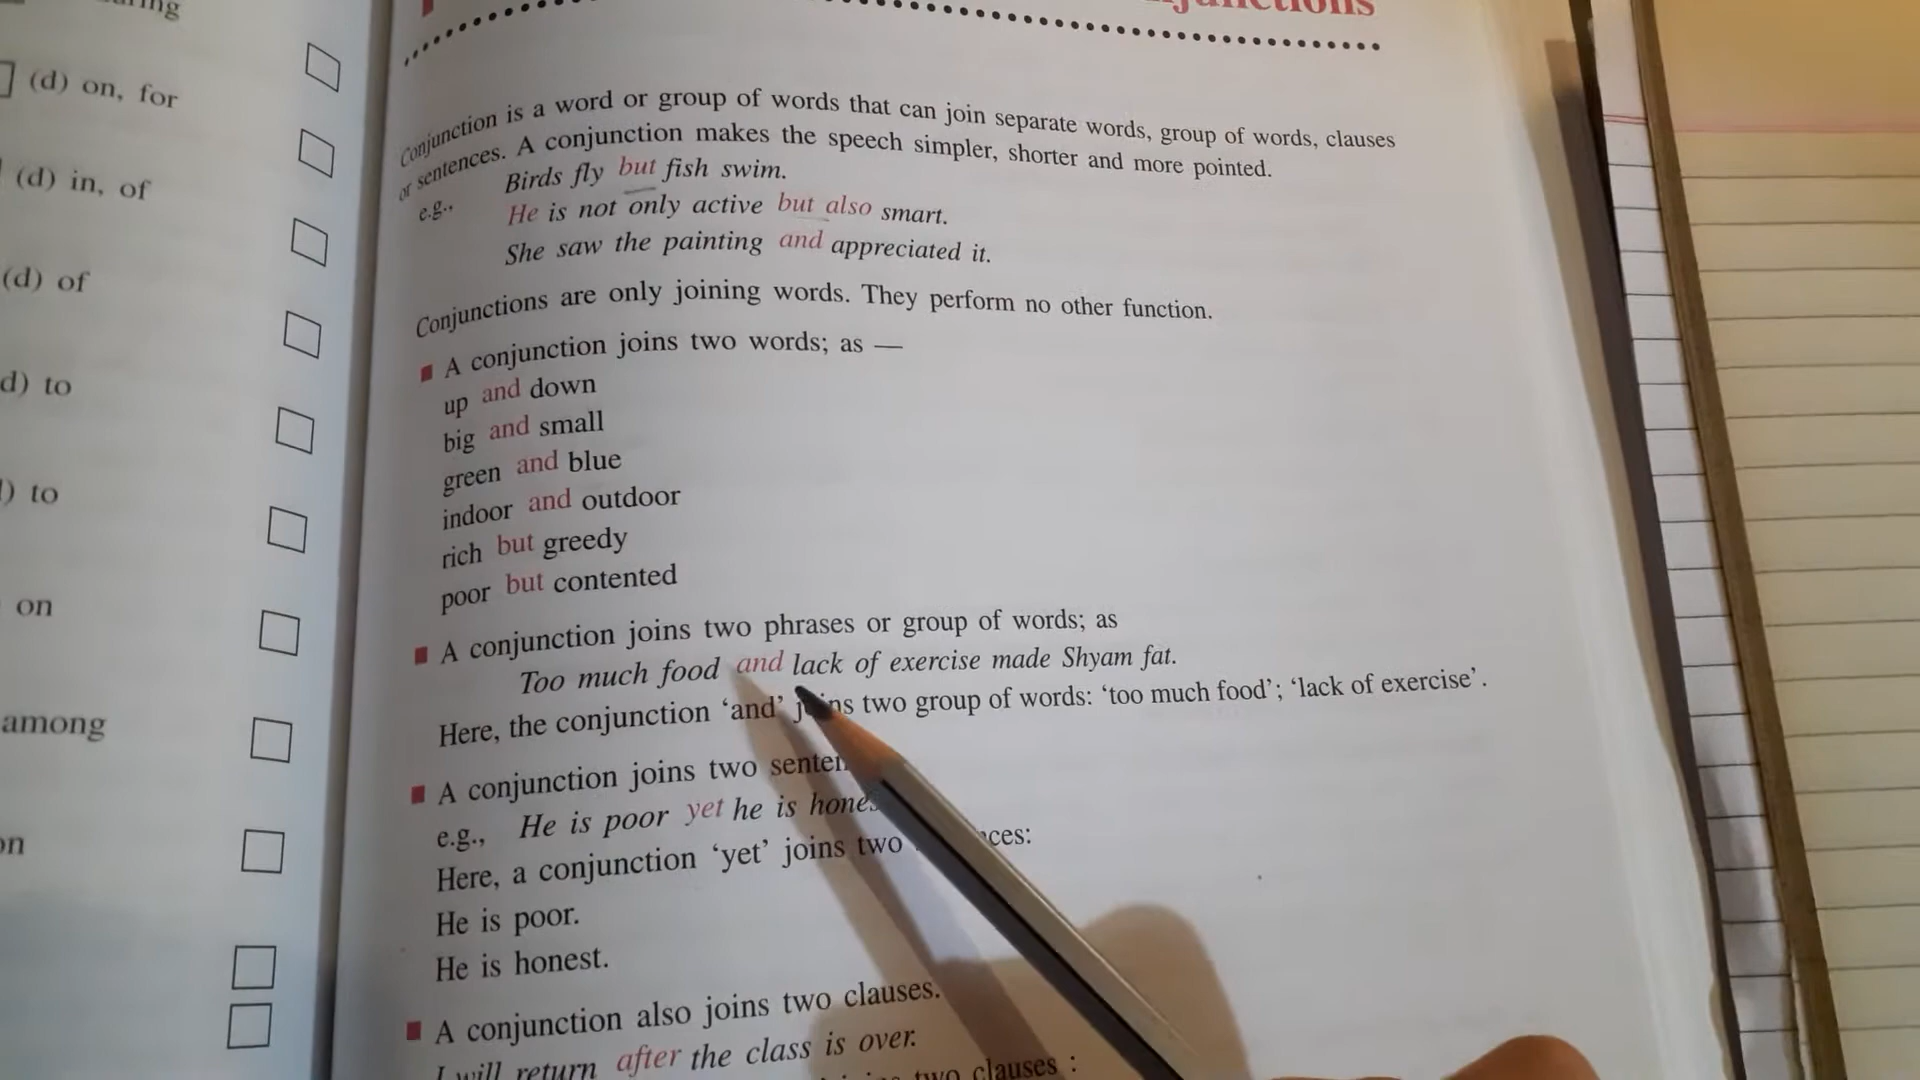 (d) on, for
(d) in, of
(d) of
d) to
) to
on
among
Conjunction is a word or group of words that can join separate words, group of words, clauses
or sentences. A conjunction makes the speech simpler, shorter and more pointed.
e.g., Birds fly but fish swim.
He is not only active but also smart.
She saw the painting and appreciated it.
Conjunctions are only joining words. They perform no other function.
A conjunction joins two words; as —
up and down
big and small
green and blue
indoor and outdoor
rich but greedy
poor but contented
A conjunction joins two phrases or group of words; as
Too much food and lack of exercise made Shyam fat.
Here, the conjunction ‘and’ joins two group of words: ‘too much food’; ‘lack of exercise’.
A conjunction joins two
e.g., He is poor yet he is
Here, a conjunction ‘yet’ joins two
He is poor.
He is honest.
A conjunction also joins two clauses.
I will return after the class is over.
two clauses :